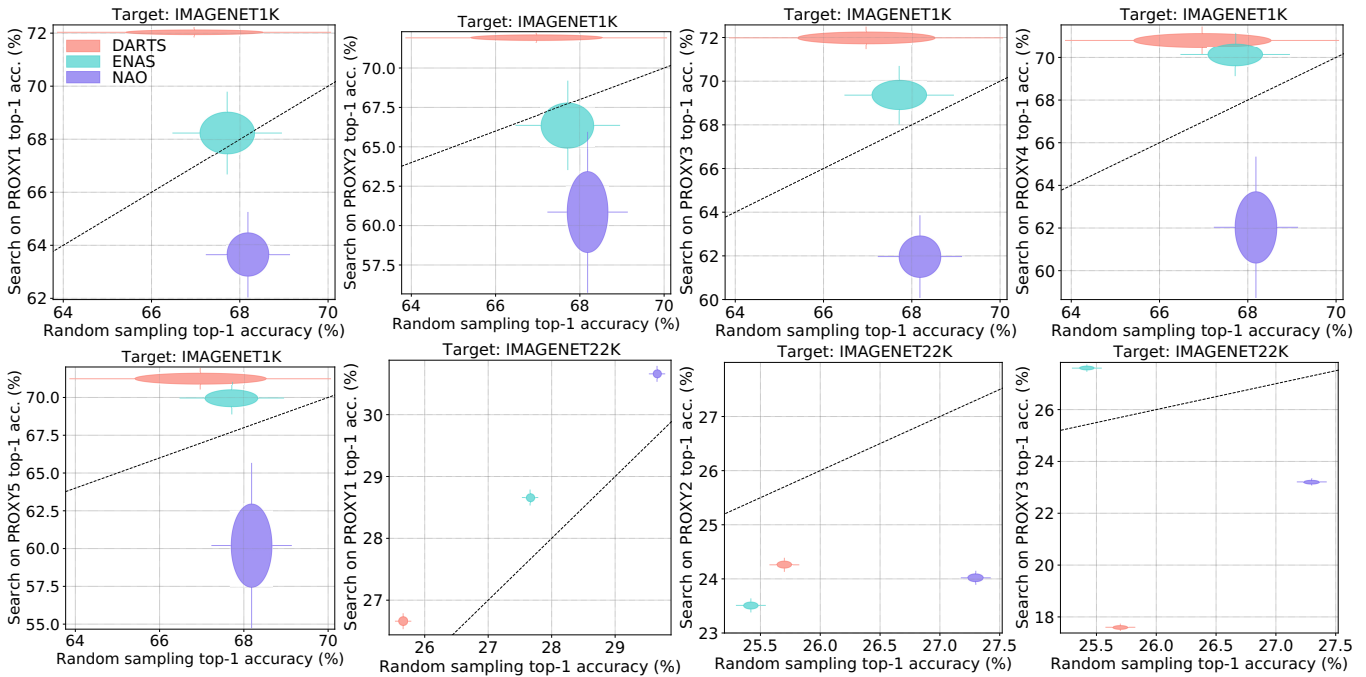 Target: IMAGENET1K
Search on PROXY1 top-1 acc. (%)
72
70
68
66
64
62
DARTS
ENAS
NAO
64
66
68
70
Random sampling top-1 accuracy (%)
Target: IMAGENET1K
Search on PROXY2 top-1 acc. (%)
70.0
67.5
65.0
62.5
60.0
57.5
64
66
68
70
Random sampling top-1 accuracy (%)
Target: IMAGENET1K
Search on PROXY3 top-1 acc. (%)
72
70
68
66
64
62
60
64
66
68
70
Random sampling top-1 accuracy (%)
Target: IMAGENET1K
Search on PROXY4 top-1 acc. (%)
70
68
66
64
62
60
64
66
68
70
Random sampling top-1 accuracy (%)
Target: IMAGENET1K
Search on PROXY5 top-1 acc. (%)
70.0
67.5
65.0
62.5
60.0
57.5
55.0
64
66
68
70
Random sampling top-1 accuracy (%)
Target: IMAGENET22K
Search on PROXY1 top-1 acc. (%)
30
29
28
27
26
27
28
29
Random sampling top-1 accuracy (%)
Target: IMAGENET22K
Search on PROXY2 top-1 acc. (%)
27
26
25
24
23
25.5
26.0
26.5
27.0
27.5
Random sampling top-1 accuracy (%)
Target: IMAGENET22K
Search on PROXY3 top-1 acc. (%)
26
24
22
20
18
25.5
26.0
26.5
27.0
27.5
Random sampling top-1 accuracy (%)